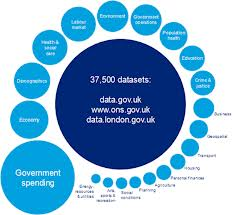 37,500 datasets:
data.gov.uk
www.ons.gov.uk
data.london.gov.uk
Government
spending
Economy
Demographics
Health &
social
care
Labour
market
Environment
Government
operations
Population
health
Education
Crime &
justice
Business
Geospatial
Transport
Housing
Personal finances
Agriculture
Planning
Social
conditions
Arts,
sports &
recreation
Energy,
resources
& utilities